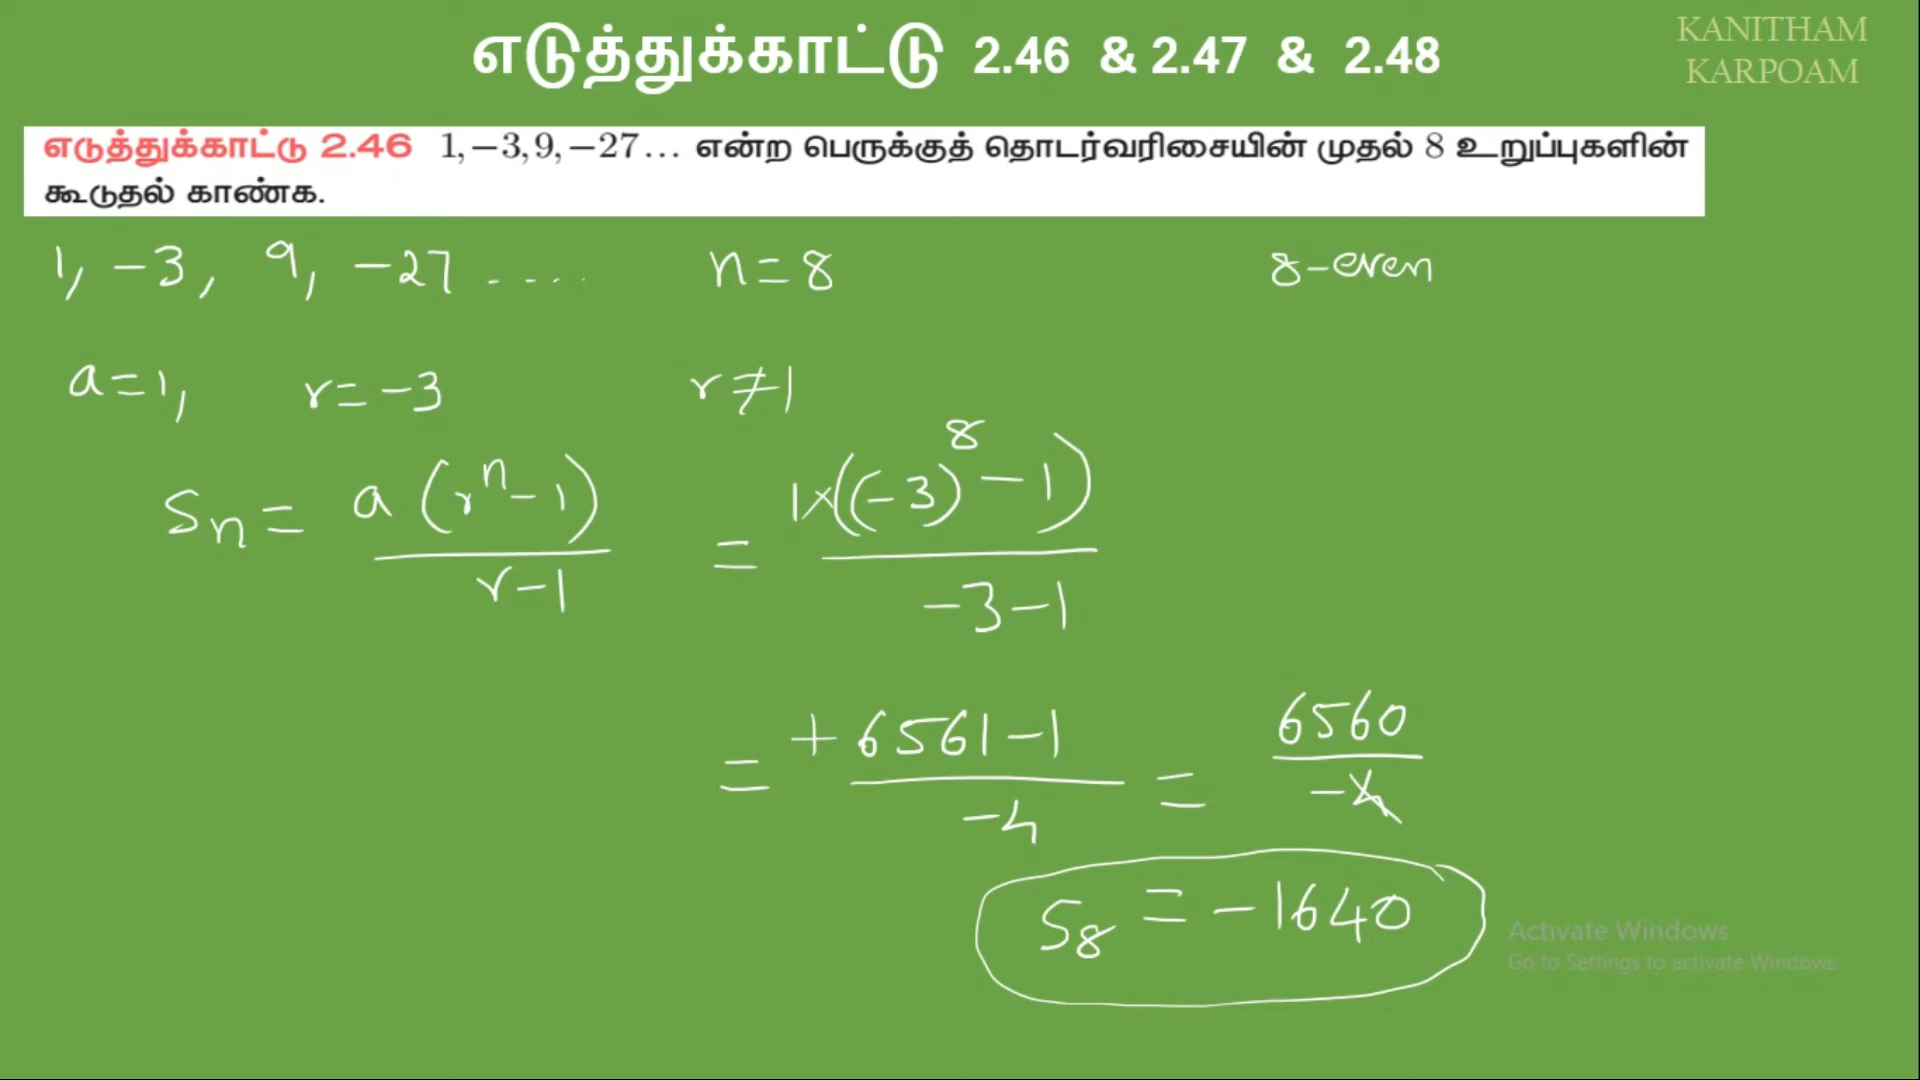 எடுத்துக்காட்டு 2.46 & 2.47 & 2.48
KANITHAM
KARPOAM
எடுத்துக்காட்டு 2.46 1,−3,9,−27... என்ற பெருக்குத் தொடர்வரிசையின் முதல் 8 உறுப்புகளின்
கூடுதல் காண்க.
1, −3, 9, −27 ..... n=8 8-even
a=1, r=−3 r≠1
Sn = a(r^n−1)/(r−1) = 1×((−3)^8−1)/(−3−1)
= +6561−1/−4 = 6560/−4
S8 = −1640
Activate Windows
Go to Settings to activate Windows.